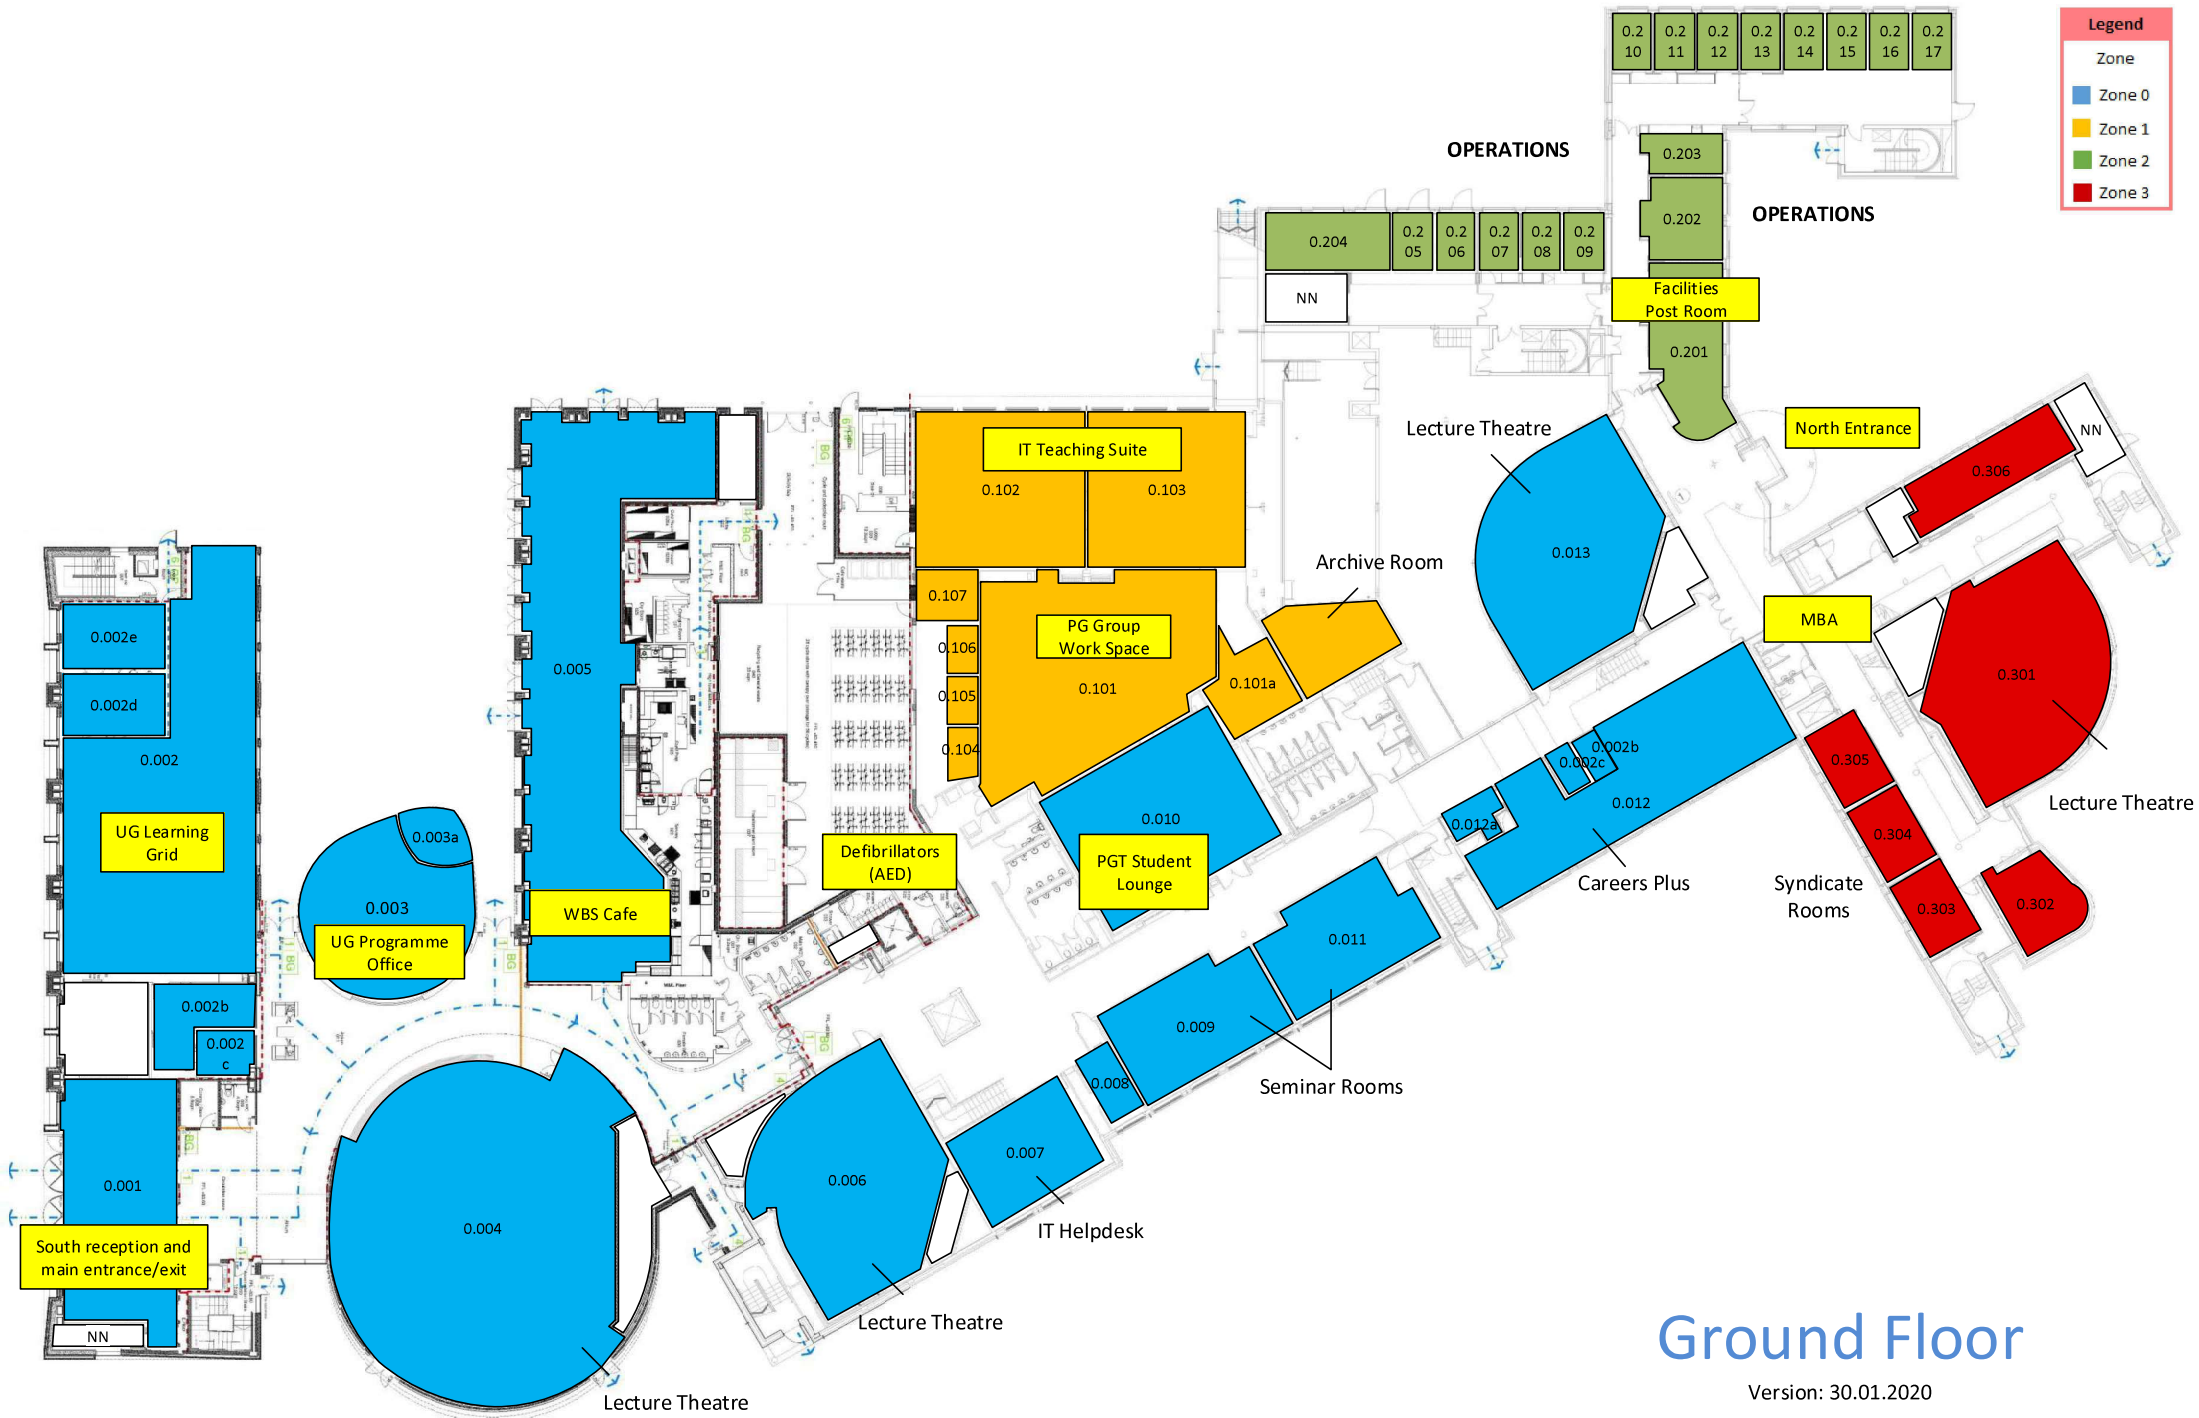 0.2
10
0.2
11
0.2
12
0.2
13
0.2
14
0.2
15
0.2
16
0.2
17
Legend
Zone
Zone 0
Zone 1
Zone 2
Zone 3
OPERATIONS
0.203
0.202
OPERATIONS
0.204
0.2
05
0.2
06
0.2
07
0.2
08
0.2
09
NN
Facilities
Post Room
0.201
North Entrance
Lecture Theatre
NN
0.306
IT Teaching Suite
0.102
0.103
0.013
Archive Room
0.107
MBA
PG Group
Work Space
0.106
0.101
0.105
0.104
0.101a
0.301
0.002e
0.002d
0.002
0.005
0.002b
0.002c
0.012
0.012a
0.305
0.304
0.303
0.302
Lecture Theatre
UG Learning
Grid
0.003a
0.003
UG Programme
Office
WBS Cafe
Defibrillators
(AED)
0.010
PGT Student
Lounge
Careers Plus
Syndicate
Rooms
0.011
0.009
0.008
Seminar Rooms
0.002b
0.002
c
0.001
0.006
0.007
IT Helpdesk
0.004
South reception and
main entrance/exit
NN
Lecture Theatre
Lecture Theatre
Ground Floor
Version: 30.01.2020